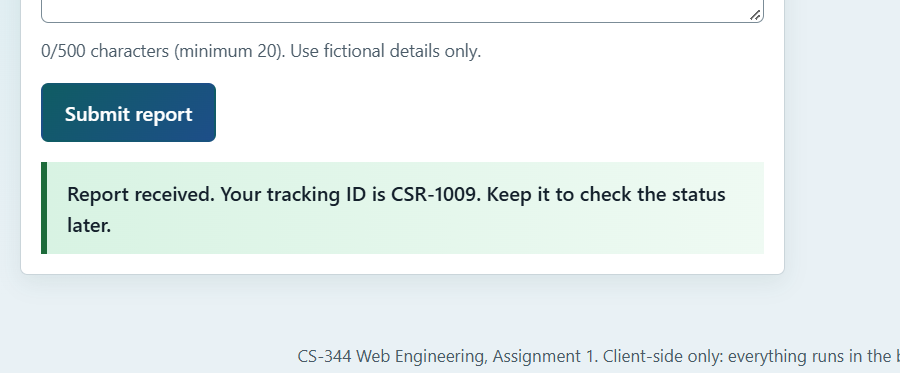 0/500 characters (minimum 20). Use fictional details only.
Submit report
Report received. Your tracking ID is CSR-1009. Keep it to check the status
later.
CS-344 Web Engineering, Assignment 1. Client-side only: everything runs in the